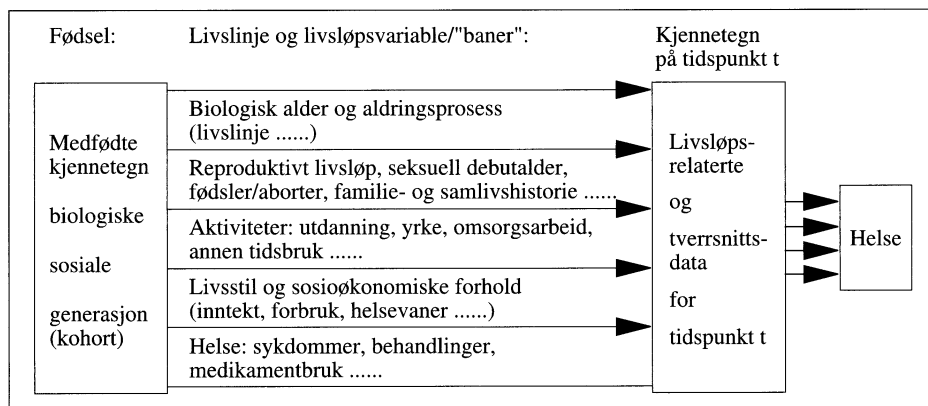 Fødsel:
Livslinje og livsløpsvariable/"baner":
Kjennetegn
på tidspunkt t
Medfødte
kjennetegn
biologiske
sosiale
generasjon
(kohort)
Biologisk alder og aldringsprosess
(livslinje ......)
Reproduktivt livsløp, seksuell debutalder,
fødsler/aborter, familie- og samlivshistorie ......
Aktiviteter: utdanning, yrke, omsorgsarbeid,
annen tidsbruk ......
Livsstil og sosioøkonomiske forhold
(inntekt, forbruk, helsevaner ......)
Helse: sykdommer, behandlinger,
medikamentbruk ......
Livsløps-
relaterte
og
tverrsnitts-
data
for
tidspunkt t
Helse